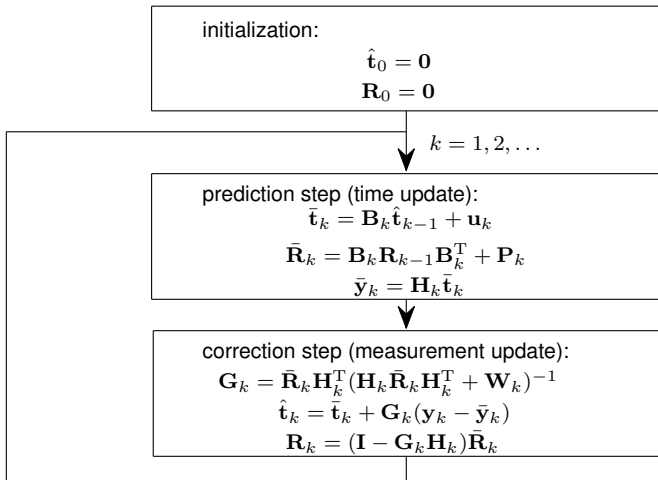 initialization:
t̂₀ = 0
R₀ = 0
k = 1, 2, . . .
prediction step (time update):
t̄ₖ = Bₖt̂ₖ₋₁ + uₖ
R̄ₖ = BₖRₖ₋₁Bₖᵀ + Pₖ
ȳₖ = Hₖt̄ₖ
correction step (measurement update):
Gₖ = R̄ₖHₖᵀ(HₖR̄ₖHₖᵀ + Wₖ)⁻¹
t̂ₖ = t̄ₖ + Gₖ(yₖ − ȳₖ)
Rₖ = (I − GₖHₖ)R̄ₖ